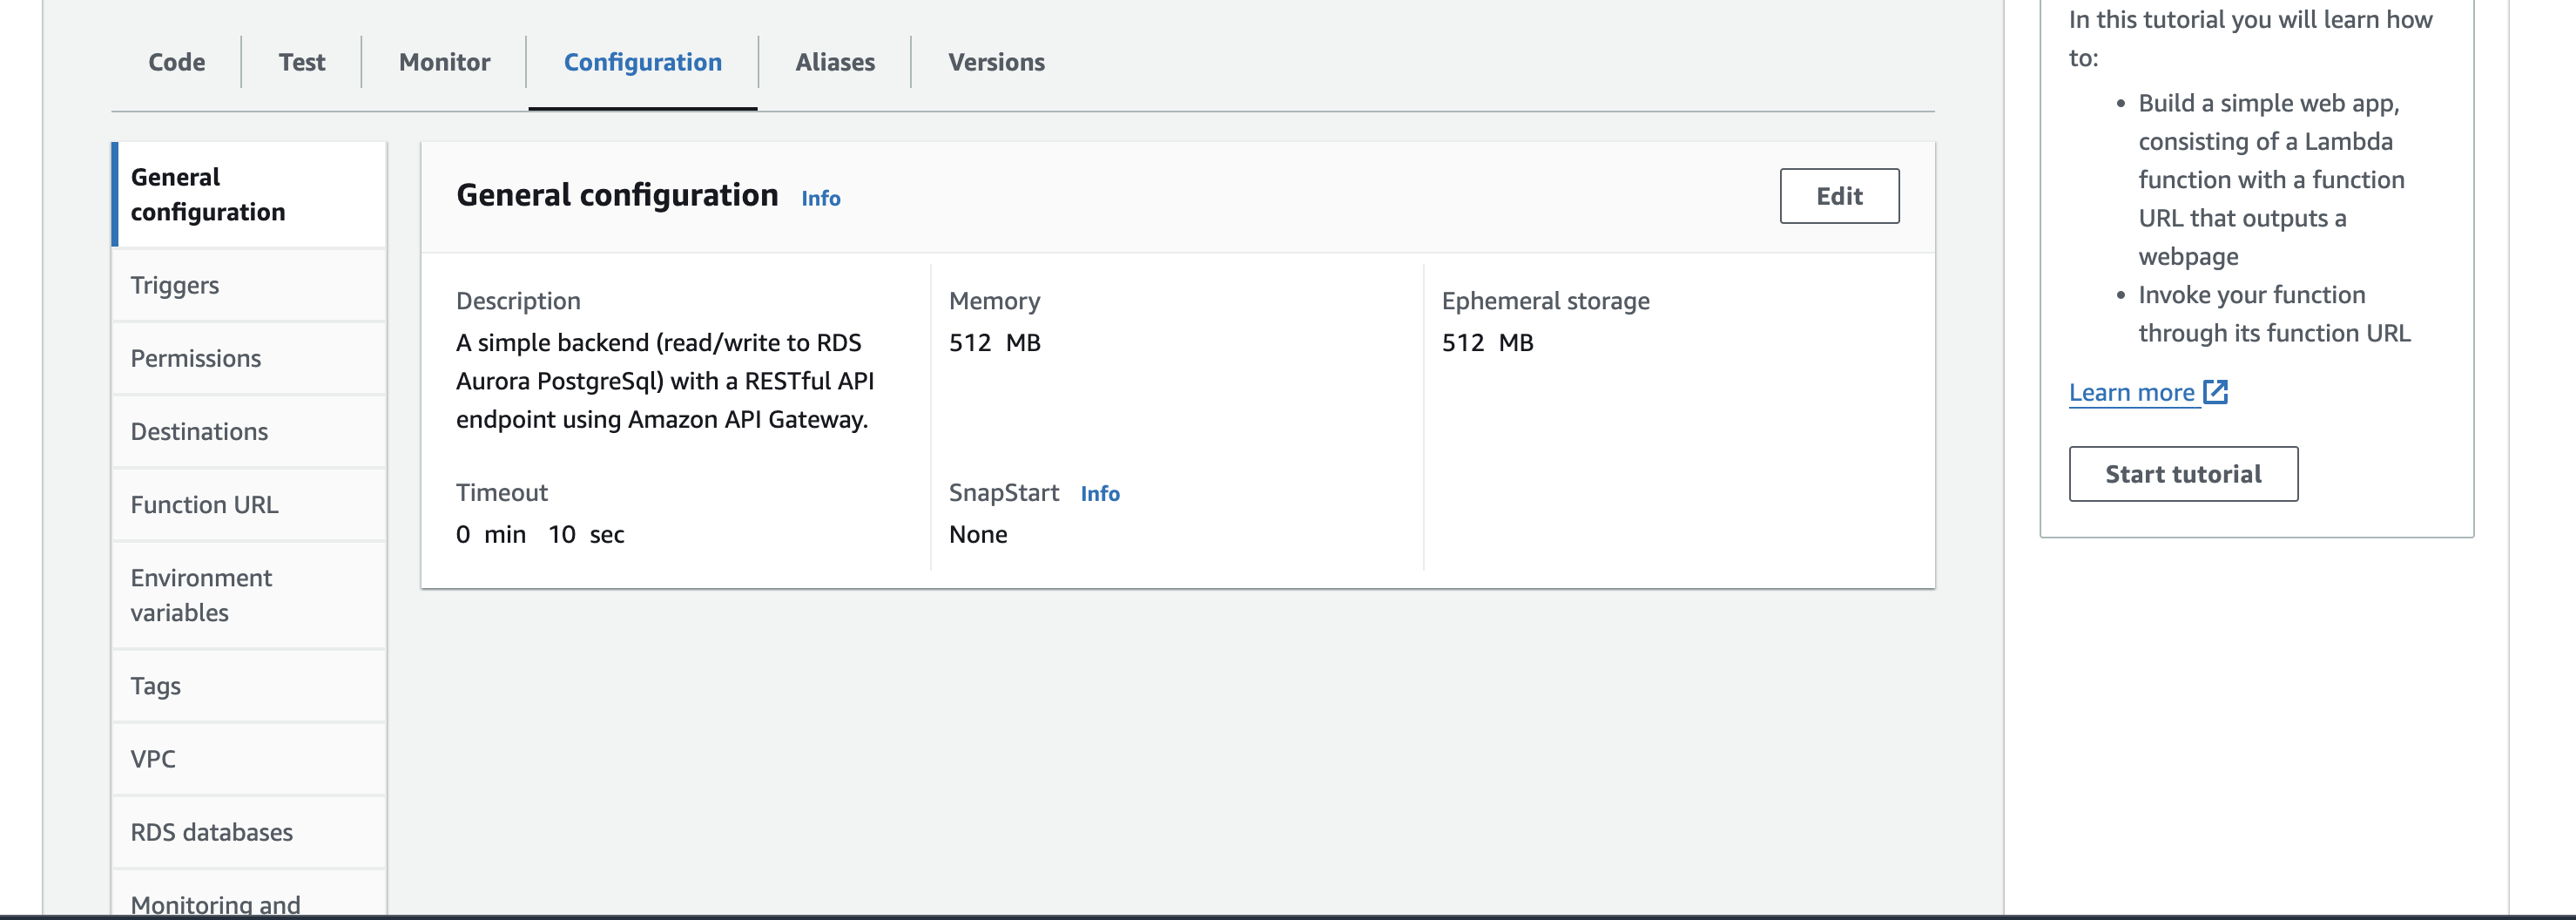 Code
Test
Monitor
Configuration
Aliases
Versions
General
configuration
Triggers
Permissions
Destinations
Function URL
Environment
variables
Tags
VPC
RDS databases
Monitoring and
General configuration Info
Edit
Description
A simple backend (read/write to RDS
Aurora PostgreSql) with a RESTful API
endpoint using Amazon API Gateway.
Memory
512 MB
Ephemeral storage
512 MB
Timeout
0 min 10 sec
SnapStart Info
None
In this tutorial you will learn how
to:
• Build a simple web app,
consisting of a Lambda
function with a function
URL that outputs a
webpage
• Invoke your function
through its function URL
Learn more
Start tutorial